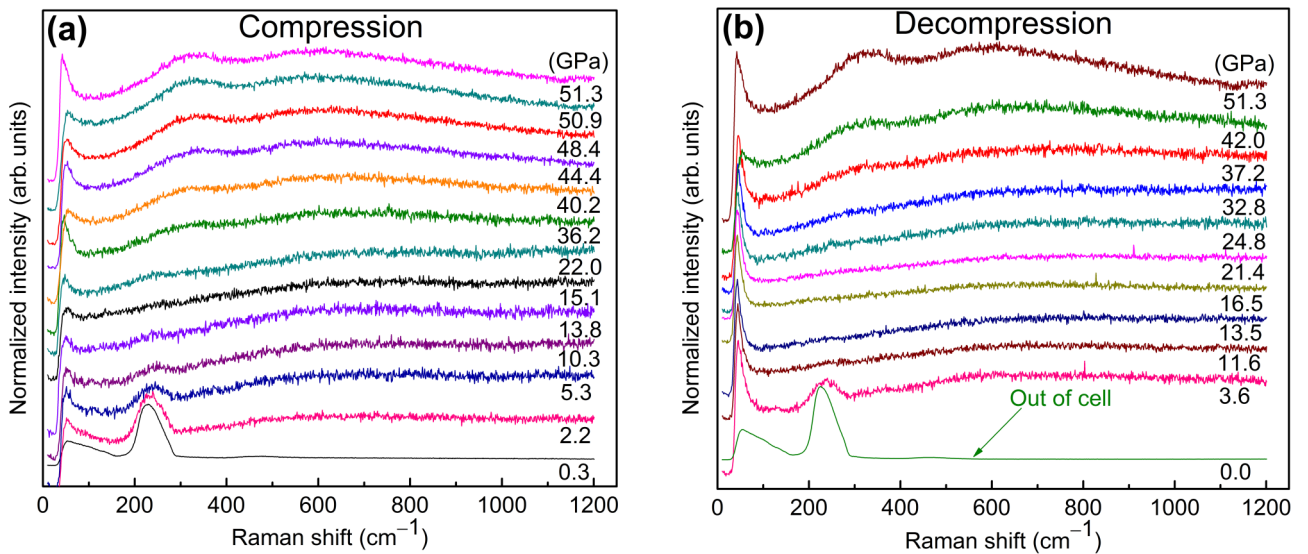 (a)
Compression
(GPa)
51.3
50.9
48.4
44.4
40.2
36.2
22.0
15.1
13.8
10.3
5.3
2.2
0.3
Normalized intensity (arb. units)
0 200 400 600 800 1000 1200
Raman shift (cm−1)
(b)
Decompression
(GPa)
51.3
42.0
37.2
32.8
24.8
21.4
16.5
13.5
11.6
3.6
Out of cell
0.0
Normalized intensity (arb. units)
0 200 400 600 800 1000 1200
Raman shift (cm−1)